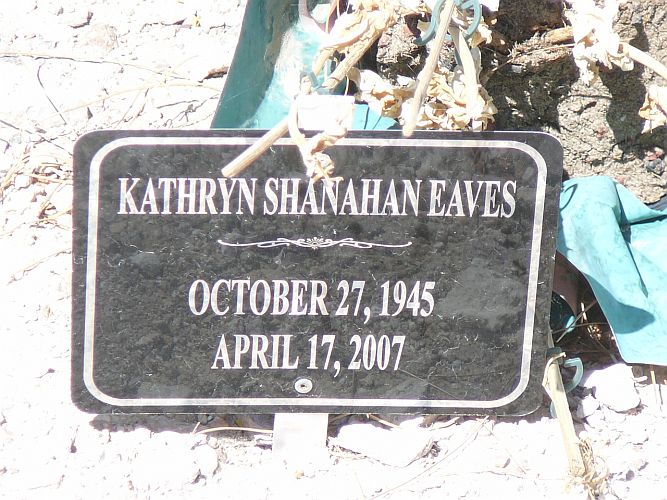 KATHRYN SHANAHAN EAVES
OCTOBER 27, 1945
APRIL 17, 2007